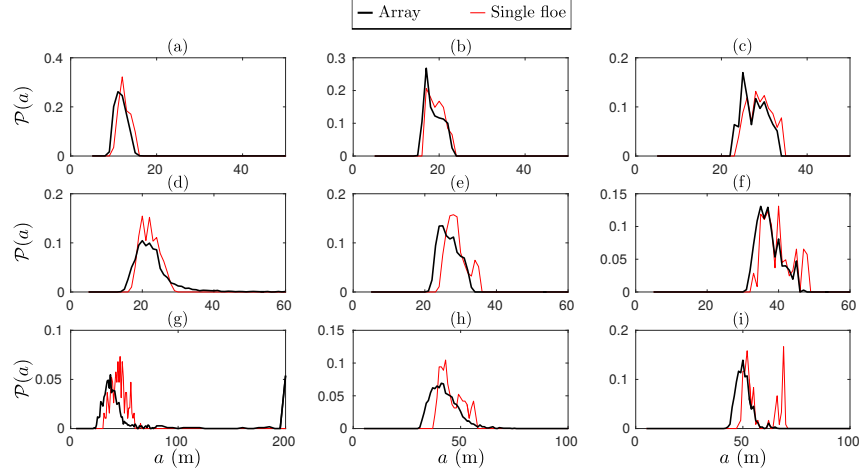 Array Single floe
(a) (b) (c)
0.4 0.3 0.2
0.2 0.2 0.1
0.1
P(a)
0 0 0
0 20 40 0 20 40 0 20 40
(d) (e) (f)
0.2 0.2 0.15
0.1 0.1 0.1
0.05
P(a)
0 0 0
0 20 40 60 0 20 40 60 0 20 40 60
(g) (h) (i)
0.1 0.15 0.2
0.05 0.1 0.1
0.05
P(a)
0 0 0
0 100 200 0 50 100 0 50 100
a (m) a (m) a (m)